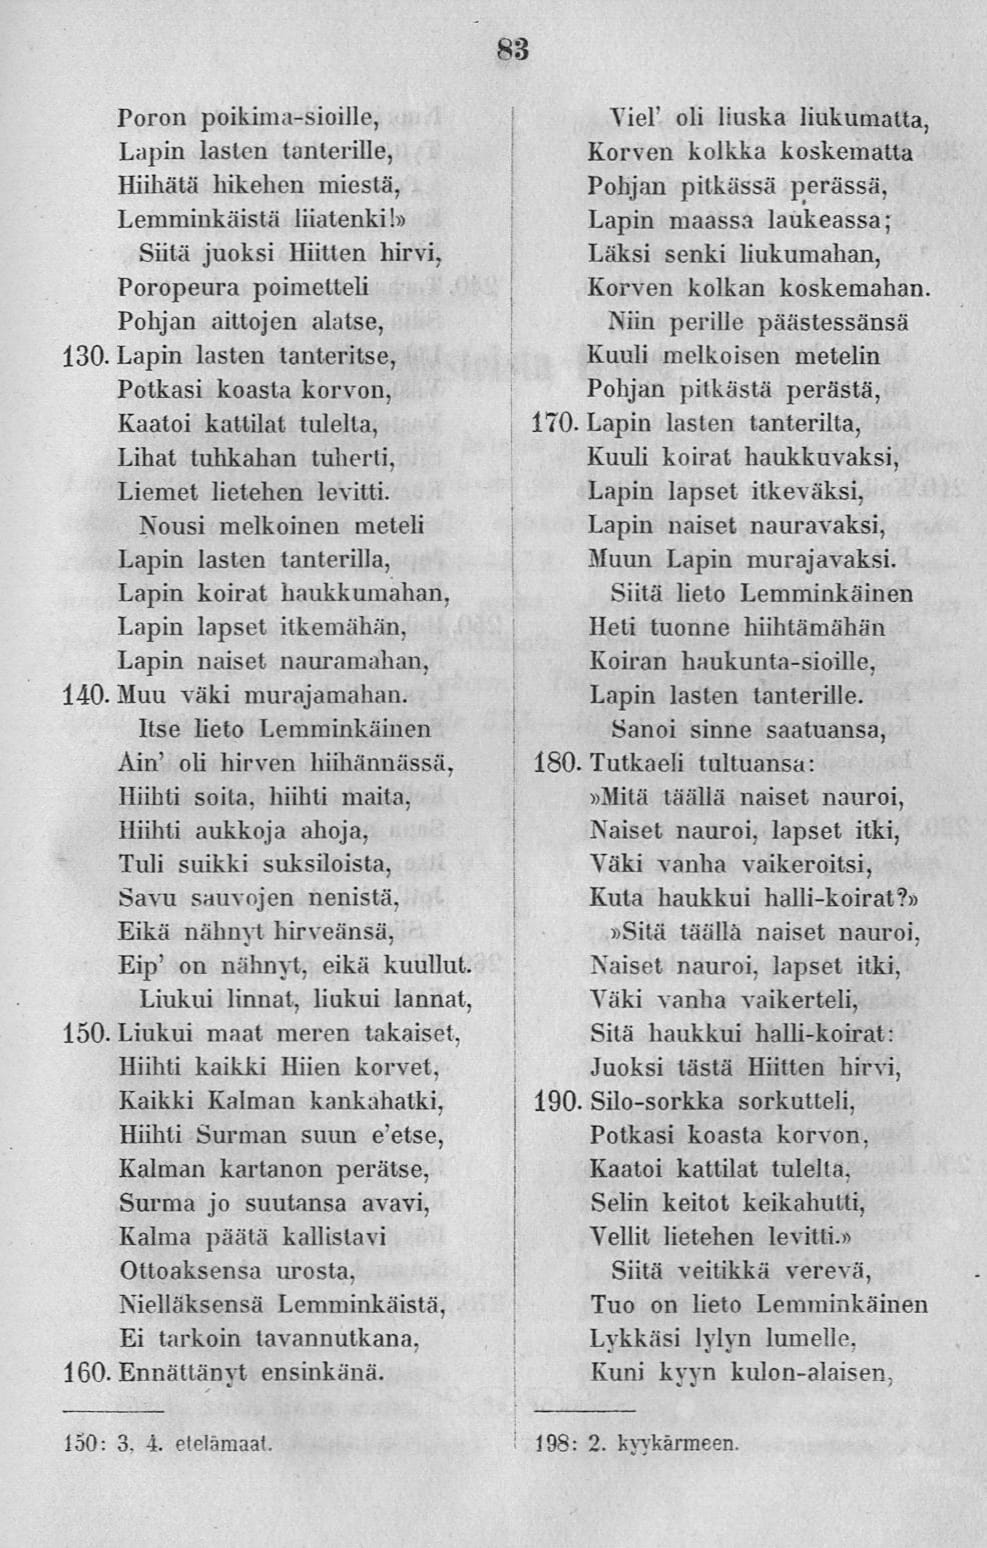 83
Poron poikima-sioille,
Lapin lasten tanterille,
Hiihätä hikehen miestä,
Lemminkäistä liiatenki!»
Siitä juoksi Hiitten hirvi,
Poropeura poimetteli
Pohjan aittojen alatse,
130. Lapin lasten tanteritse,
Potkasi koasta korvon,
Kaatoi kattilat tulelta,
Lihat tuhkahan tuherti,
Liemet lietehen levitti.
Nousi melkoinen meteli
Lapin lasten tanterilla,
Lapin koirat haukkumahan,
Lapin lapset itkemähän,
Lapin naiset nauramahan,
140. Muu väki murajamahan.
Itse lieto Lemminkäinen
Ain' oli hirven hiihännässä,
Hiihti soita, hiihti maita,
Hiihti aukkoja ahoja,
Tuli suikki suksiloista,
Savu sauvojen nenistä,
Eikä nähnyt hirveänsä,
Eip' on nähnyt, eikä kuullut.
Liukui linnat, liukui lannat,
150. Liukui maat meren takaiset,
Hiihti kaikki Hiien korvet,
Kaikki Kalman kankahatki,
Hiihti Surman suun e'etse,
Kalman kartanon perätse,
Surma jo suutansa avavi,
Kalma päätä kallistavi
Ottoaksensa urosta,
Nielläksensä Lemminkäistä,
Ei tarkoin tavannutkana,
160. Ennättänyt ensinkänä.
150: 3. 4. etelämaat.
Viel' oli liuska liukumatta,
Korven kolkka koskematta
Pohjan pitkässä perässä,
Lapin maassa laukeassa;
Läksi senki liukumahan,
Korven kolkan koskemahan.
Niin perille päästessänsä
Kuuli melkoisen metelin
Pohjan pitkästä perästä,
170. Lapin lasten tanterilta,
Kuuli koirat haukkuvaksi,
Lapin lapset itkeväksi,
Lapin naiset nauravaksi,
Muun Lapin murajavaksi.
Siitä lieto Lemminkäinen
Heti tuonne hiihtämähän
Koiran haukunta-sioille,
Lapin lasten tanterille.
Sanoi sinne saatuansa,
180. Tutkaeli tultuansa:
»Mitä täällä naiset nauroi,
Naiset nauroi, lapset itki,
Väki vanha vaikeroitsi,
Kuta haukkui halli-koirat?»
»Sitä täällä naiset nauroi,
Naiset nauroi, lapset itki,
Väki vanha vaikerteli,
Sitä haukkui halli-koirat:
Juoksi tästä Hiitten hirvi,
190. Silo-sorkka sorkutteli,
Potkasi koasta korvon,
Kaatoi kattilat tulelta,
Selin keitot keikahutti,
Vellit lietehen levitti.»
Siitä veitikkä verevä,
Tuo on lieto Lemminkäinen
Lykkäsi lylyn lumelle,
Kuni kyyn kulon-alaisen,
198: 2. kyykärmeen.